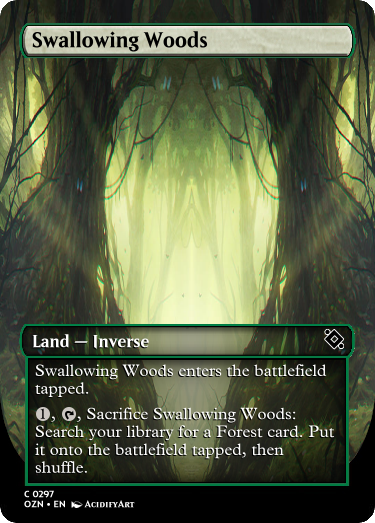 Swallowing Woods
Land — Inverse
Swallowing Woods enters the battlefield
tapped.
1, T, Sacrifice Swallowing Woods:
Search your library for a Forest card. Put
it onto the battlefield tapped, then
shuffle.
C 0297
OZN • EN AcidifyArt